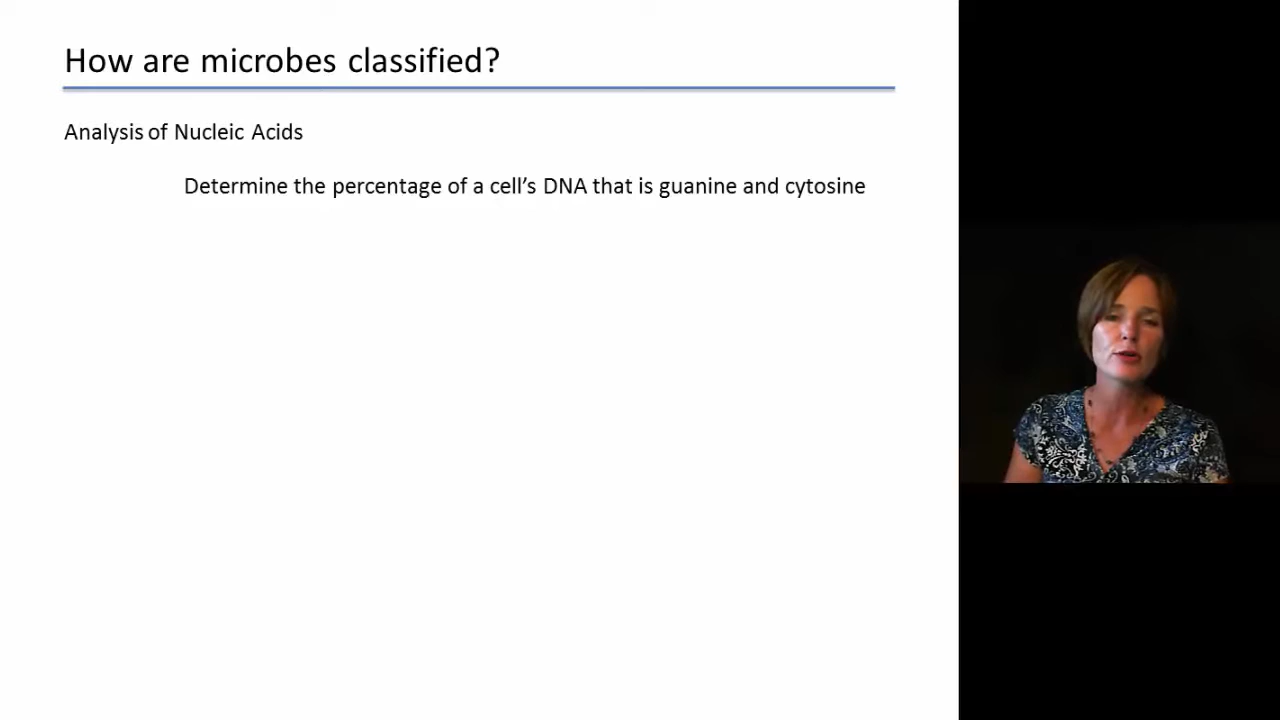 How are microbes classified?
Analysis of Nucleic Acids
Determine the percentage of a cell’s DNA that is guanine and cytosine